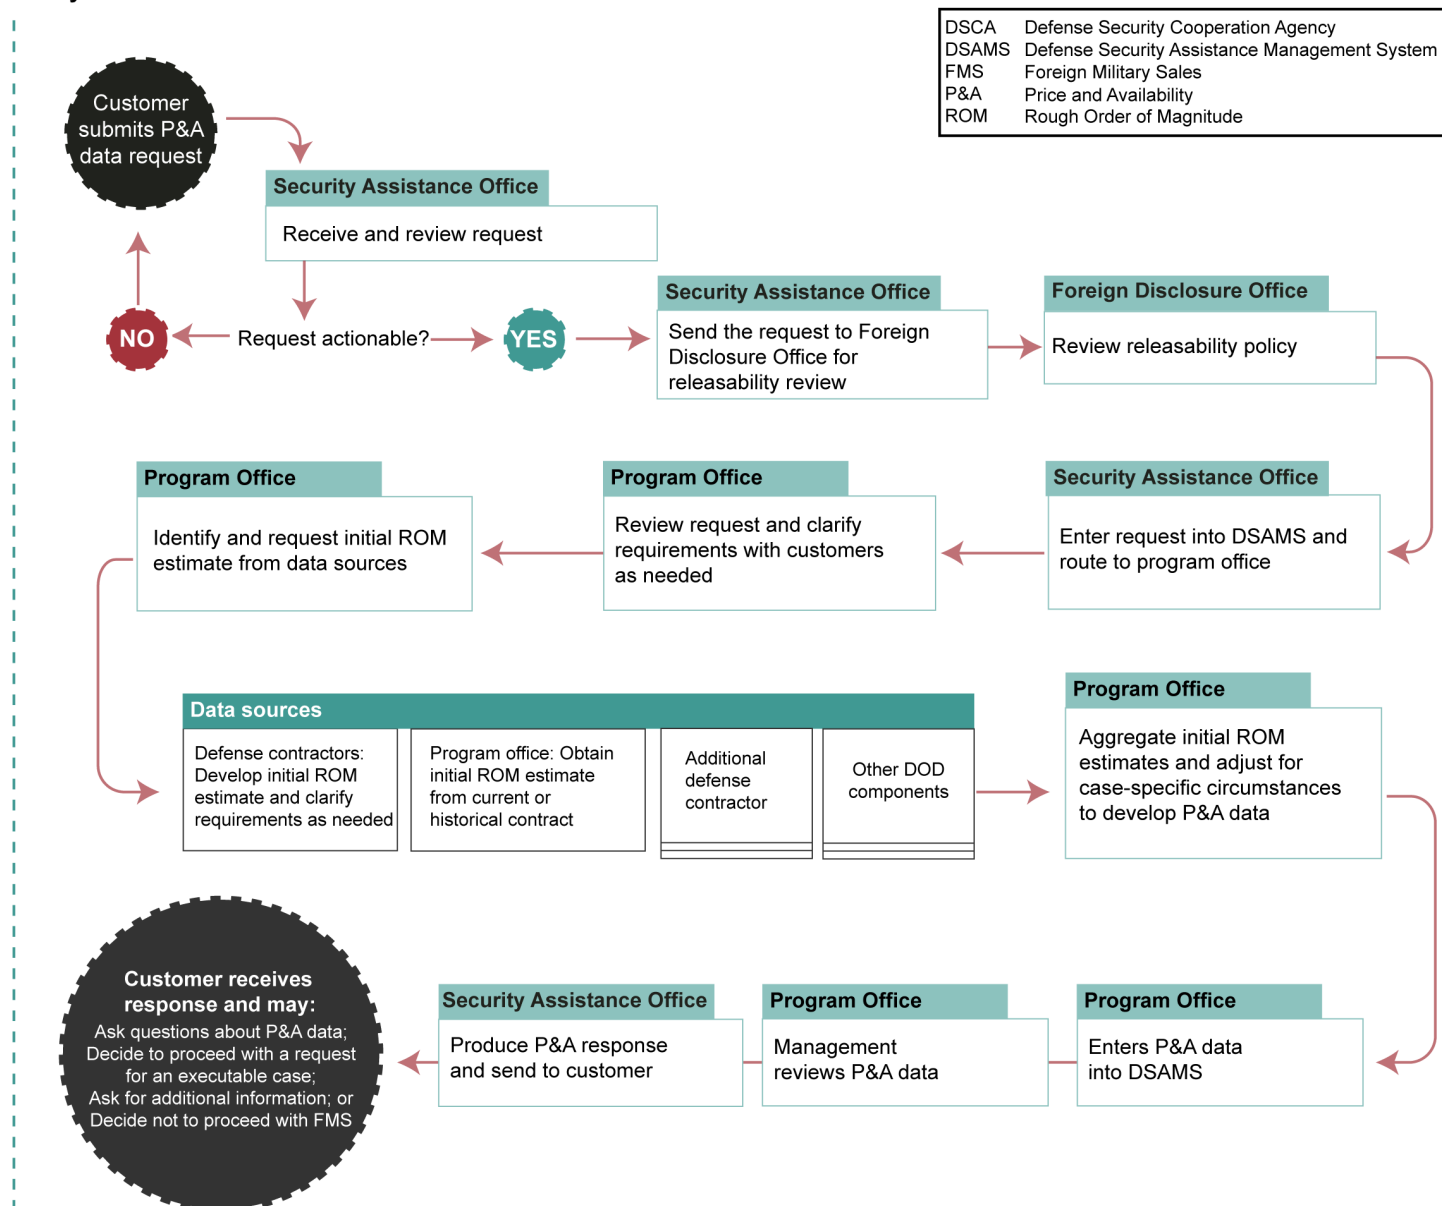 DSCA Defense Security Cooperation Agency
DSAMS Defense Security Assistance Management System
FMS Foreign Military Sales
P&A Price and Availability
ROM Rough Order of Magnitude
Customer
submits P&A
data request
Security Assistance Office
Receive and review request
NO
Request actionable?
YES
Security Assistance Office
Send the request to Foreign
Disclosure Office for
releasability review
Foreign Disclosure Office
Review releasability policy
Security Assistance Office
Enter request into DSAMS and
route to program office
Program Office
Review request and clarify
requirements with customers
as needed
Program Office
Identify and request initial ROM
estimate from data sources
Data sources
Defense contractors:
Develop initial ROM
estimate and clarify
requirements as needed
Program office: Obtain
initial ROM estimate
from current or
historical contract
Additional
defense
contractor
Other DOD
components
Program Office
Aggregate initial ROM
estimates and adjust for
case-specific circumstances
to develop P&A data
Program Office
Enters P&A data
into DSAMS
Program Office
Management
reviews P&A data
Security Assistance Office
Produce P&A response
and send to customer
Customer receives
response and may:
Ask questions about P&A data;
Decide to proceed with a request
for an executable case;
Ask for additional information; or
Decide not to proceed with FMS